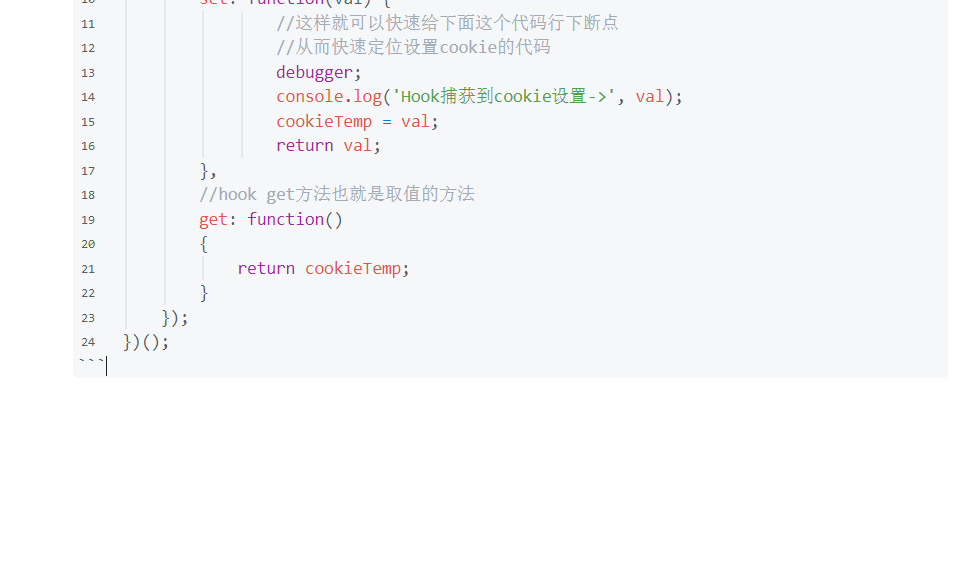 10 set: function(val) {
11 //这样就可以快速给下面这个代码行下断点
12 //从而快速定位设置cookie的代码
13 debugger;
14 console.log('Hook捕获到cookie设置->', val);
15 cookieTemp = val;
16 return val;
17 },
18 //hook get方法也就是取值的方法
19 get: function()
20 {
21 return cookieTemp;
22 }
23 });
24 })();
```